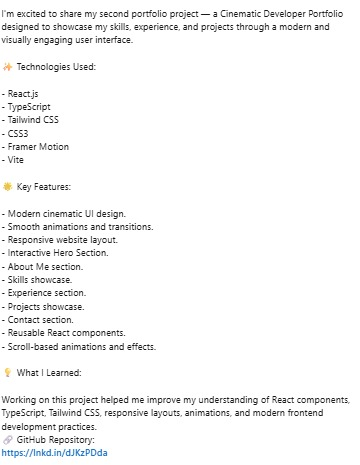 I'm excited to share my second portfolio project — a Cinematic Developer Portfolio
designed to showcase my skills, experience, and projects through a modern and
visually engaging user interface.
✨ Technologies Used:
- React.js
- TypeScript
- Tailwind CSS
- CSS3
- Framer Motion
- Vite
🌟 Key Features:
- Modern cinematic UI design.
- Smooth animations and transitions.
- Responsive website layout.
- Interactive Hero Section.
- About Me section.
- Skills showcase.
- Experience section.
- Projects showcase.
- Contact section.
- Reusable React components.
- Scroll-based animations and effects.
💡 What I Learned:
Working on this project helped me improve my understanding of React components,
TypeScript, Tailwind CSS, responsive layouts, animations, and modern frontend
development practices.
🔗 GitHub Repository:
https://lnkd.in/dJKzPDda